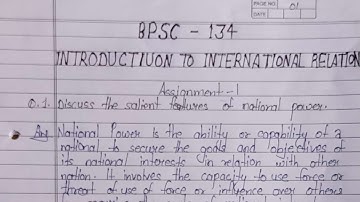 PAGE NO. 01
DATE
BPSC - 134
INTRODUCTIUON TO INTERNATIONAL RELATION
Assignment-1
Q.1. Discuss the salient features of national power.
Ans National Power is the ability or capability of a
national to secure the goals and objectives of
its national interests in relation with other
nation. It involves the capacity to use force or
threat of use of force or influence over others